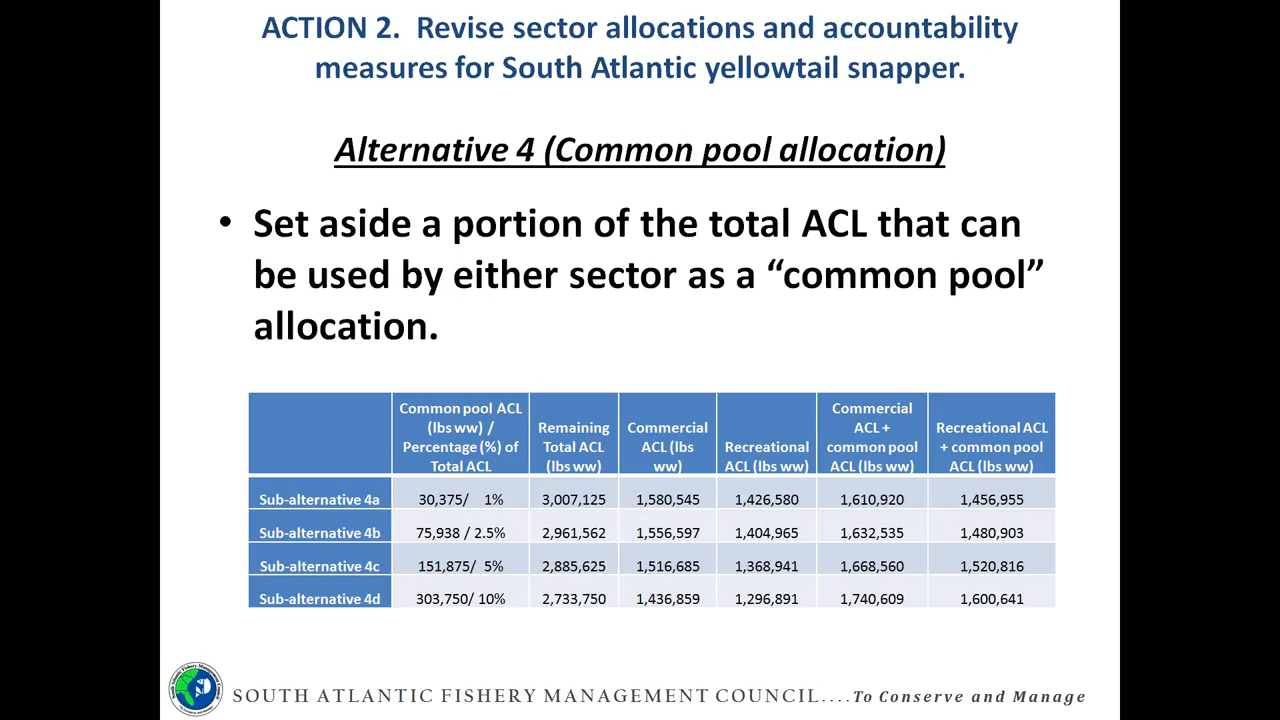 ACTION 2.  Revise sector allocations and accountability
measures for South Atlantic yellowtail snapper.
Alternative 4 (Common pool allocation)
• Set aside a portion of the total ACL that can
be used by either sector as a “common pool”
allocation.
Common pool ACL (lbs ww) / Percentage (%) of Total ACL	Remaining Total ACL (lbs ww)	Commercial ACL (lbs ww)	Recreational ACL (lbs ww)	Commercial ACL + common pool ACL (lbs ww)	Recreational ACL + common pool ACL (lbs ww)
Sub-alternative 4a	30,375/ 1%	3,007,125	1,580,545	1,426,580	1,610,920	1,456,955
Sub-alternative 4b	75,938 / 2.5%	2,961,562	1,556,597	1,404,965	1,632,535	1,480,903
Sub-alternative 4c	151,875/ 5%	2,885,625	1,516,685	1,368,941	1,668,560	1,520,816
Sub-alternative 4d	303,750/ 10%	2,733,750	1,436,859	1,296,891	1,740,609	1,600,641
SOUTH ATLANTIC FISHERY MANAGEMENT COUNCIL....To Conserve and Manage